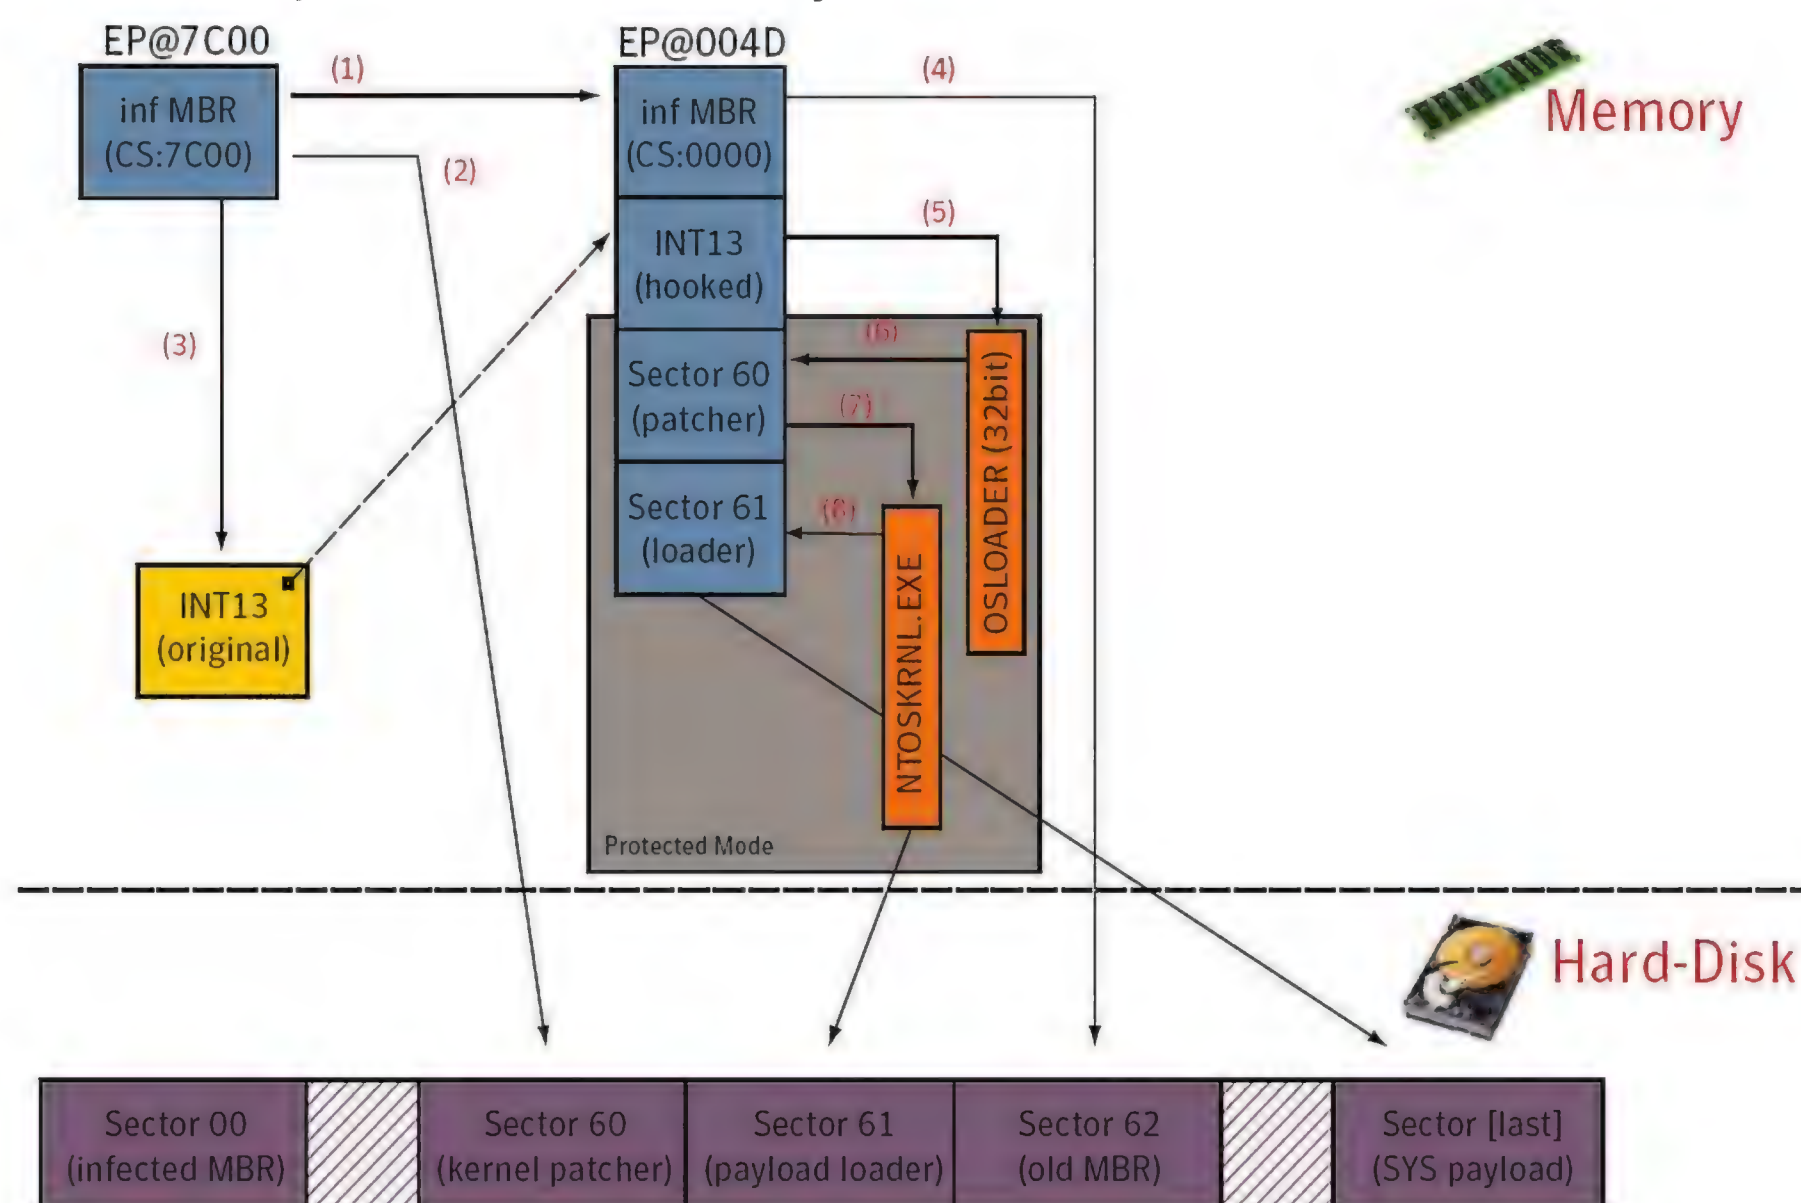 EP@7C00
EP@004D
(1)
(4)
inf MBR
(CS:7C00)
inf MBR
(CS:0000)
Memory
(2)
(5)
INT13
(hooked)
(3)
(6)
Sector 60
(patcher)
(7)
OSLOADER (32bit)
Sector 61
(loader)
(8)
NTOSKRNL.EXE
INT13
(original)
Protected Mode
Hard-Disk
Sector 00
(infected MBR)
Sector 60
(kernel patcher)
Sector 61
(payload loader)
Sector 62
(old MBR)
Sector [last]
(SYS payload)